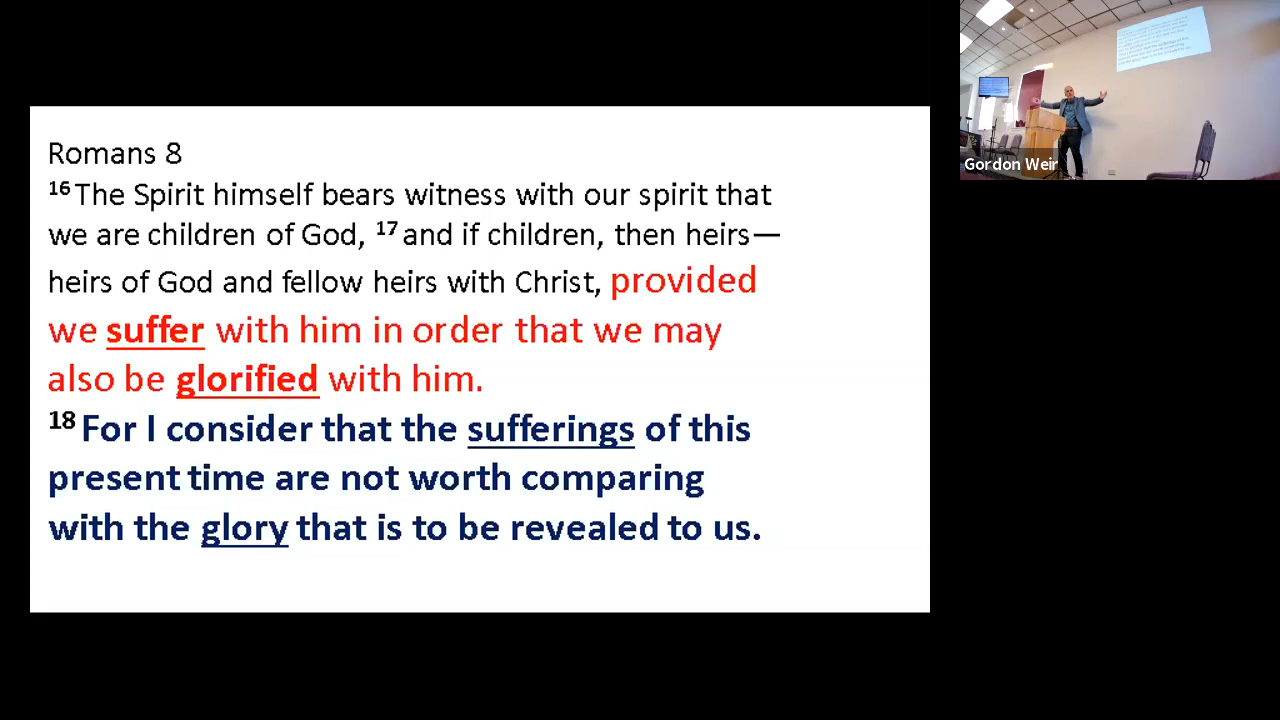 Romans 8
16 The Spirit himself bears witness with our spirit that
we are children of God, 17 and if children, then heirs—
heirs of God and fellow heirs with Christ, provided
we suffer with him in order that we may
also be glorified with him.
18 For I consider that the sufferings of this
present time are not worth comparing
with the glory that is to be revealed to us.
Gordon Weir